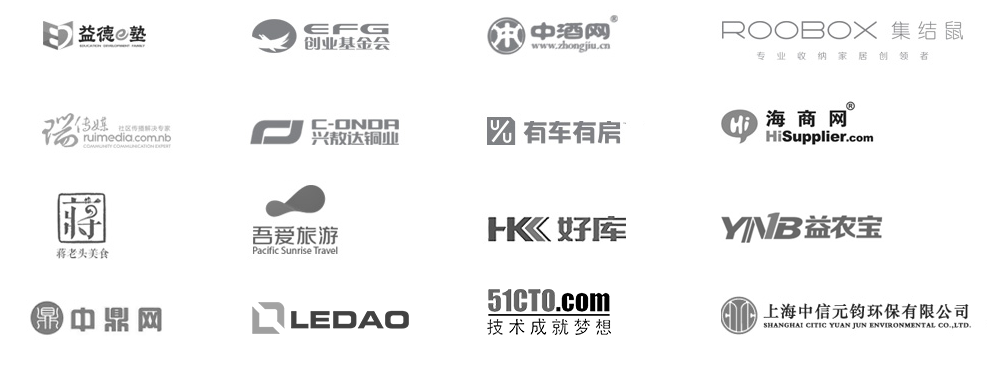 益德e塾
EDUCATION DEVELOPMENT FAMILY
EFG
创业基金会
中酒网®
www.zhongjiu.cn
ROOBOX 集结鼠
专业收纳家居创领者
瑞传媒
社区传播解决专家
ruimedia.com.nb
COMMUNITY COMMUNICATION EXPERT
C-ONDA
兴敖达铜业
U/U 有车有房
Hi 海商网®
HiSupplier.com
蒋
蒋老头美食
吾爱旅游
Pacific Sunrise Travel
HK 好库
YNB 益农宝
鼎 中鼎网
LEDAO
51CTO.com
技术成就梦想
上海中信元钧环保有限公司
SHANGHAI CITIC YUAN JUN ENVIRONMENTAL CO.,LTD.